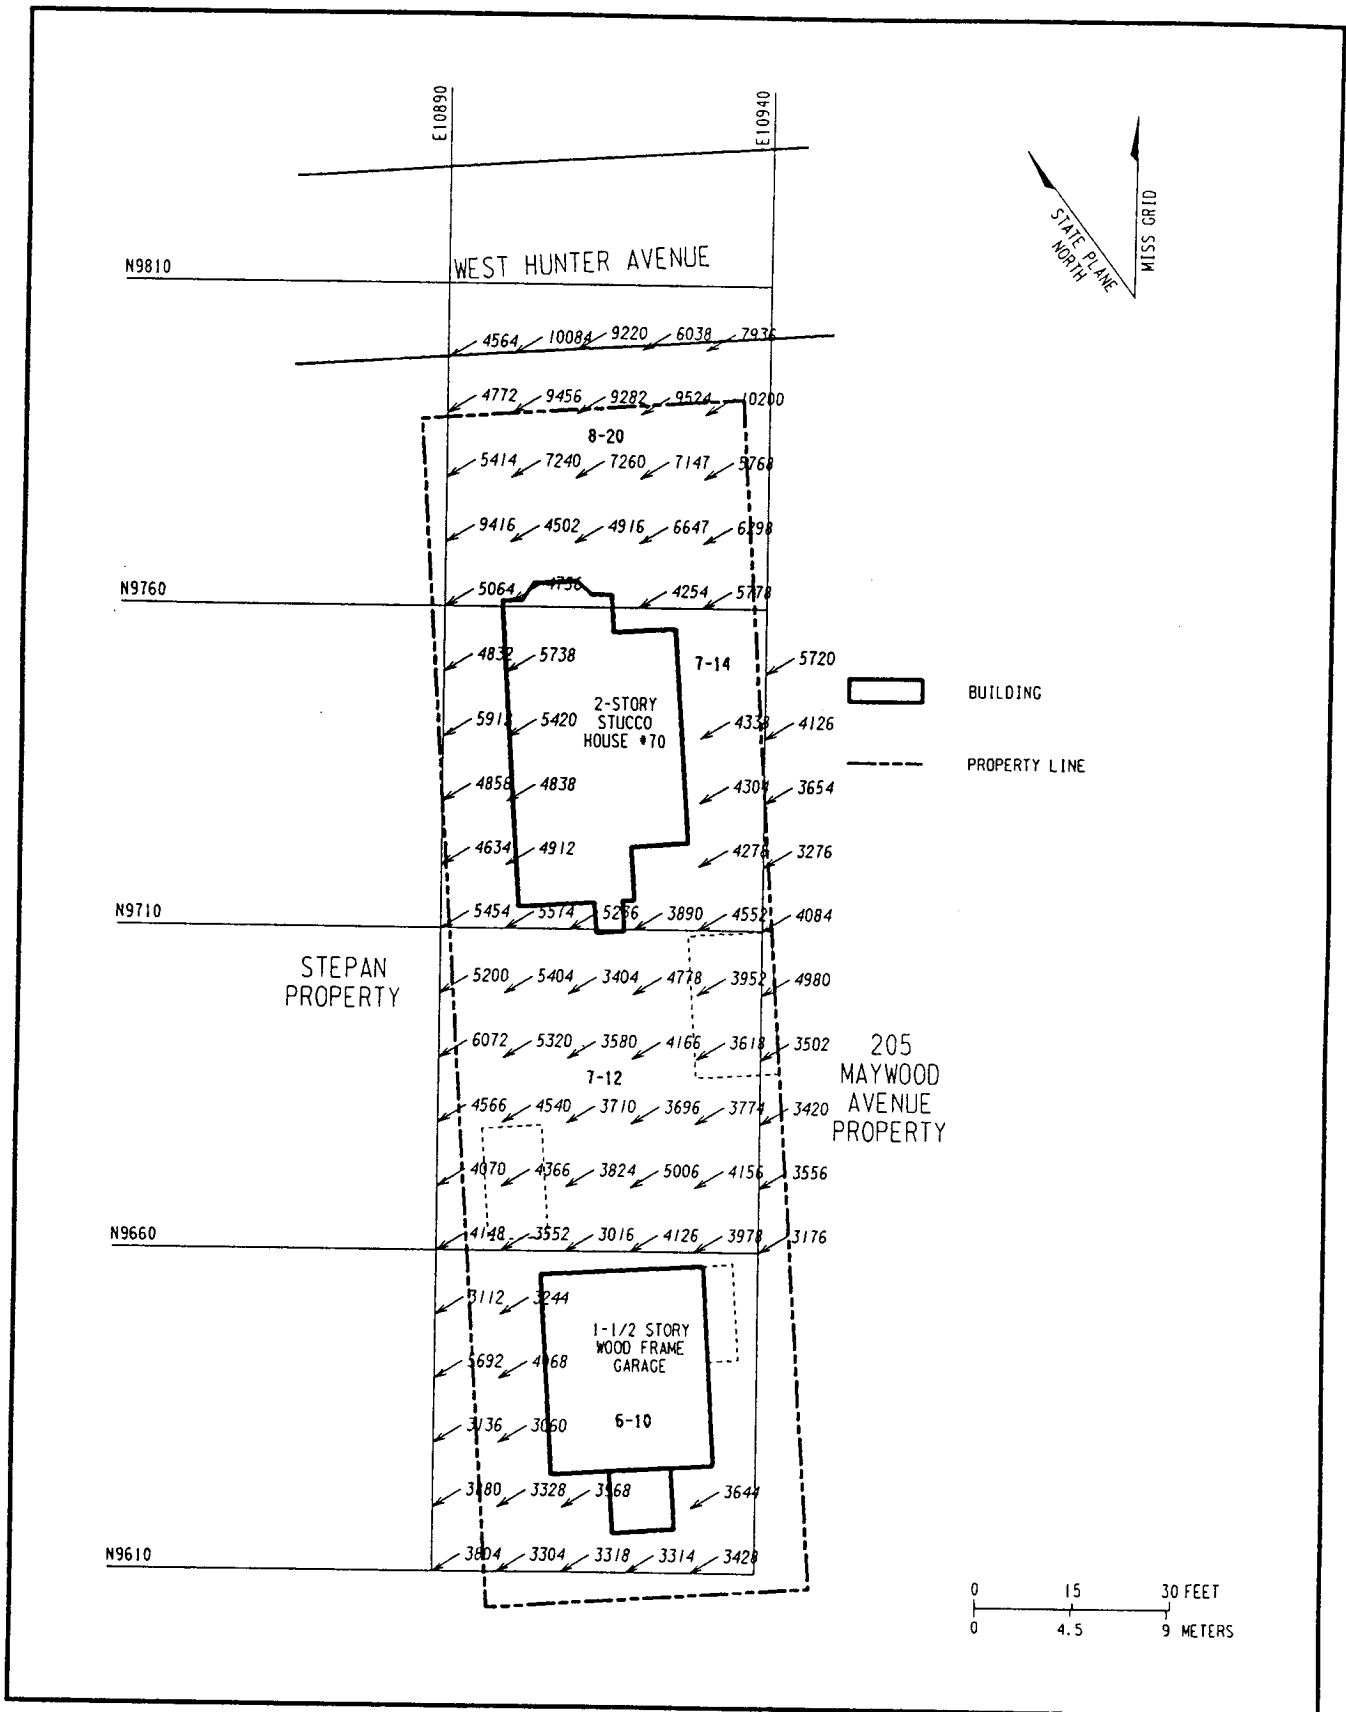 E10890
E10940
STATE PLANE
NORTH
MISS GRID
N9810
WEST HUNTER AVENUE
4564 10084 9220 6038 7936
4772 9456 9282 9524 10200
8-20
5414 7240 7260 7147 5768
9416 4502 4916 6647 6298
N9760
5064 4736 4254 5778
4832 5738
7-14
5720
BUILDING
2-STORY
STUCCO
HOUSE #70
5912 5420 4338 4126
PROPERTY LINE
4858 4838 4304 3654
4634 4912 4276 3276
N9710
5454 5574 5236 3890 4552 4084
STEPAN
PROPERTY
5200 5404 3404 4778 3952 4980
6072 5320 3580 4166 3618 3502
205
MAYWOOD
AVENUE
PROPERTY
7-12
4566 4540 3710 3696 3774 3420
4070 4366 3824 5006 4156 3556
N9660
4148 3552 3016 4126 3978 3176
3112 3244
1-1/2 STORY
WOOD FRAME
GARAGE
5692 4068
6-10
3136 3060
3280 3328 3568 3644
N9610
3804 3304 3318 3314 3428
0 15 30 FEET
0 4.5 9 METERS